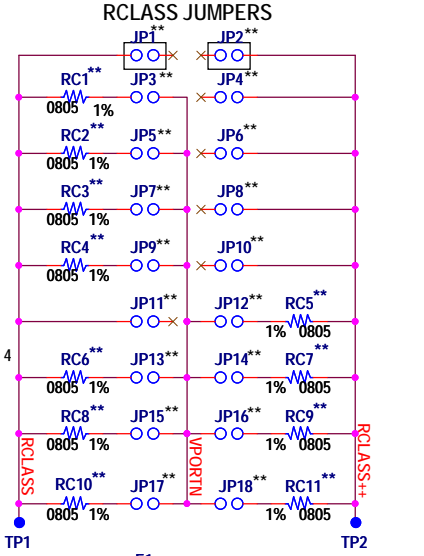 RCLASS JUMPERS
JP1** JP2**
RC1** JP3** JP4**
0805 1%
RC2** JP5** JP6**
0805 1%
RC3** JP7** JP8**
0805 1%
RC4** JP9** JP10**
0805 1%
JP11** JP12** RC5**
1% 0805
4
RC6** JP13** JP14** RC7**
0805 1% 1% 0805
RC8** JP15** JP16** RC9**
0805 1% 1% 0805
RCLASS
VPORTN
RCLASS++
RC10** JP17** JP18** RC11**
0805 1% 1% 0805
TP1 TP2